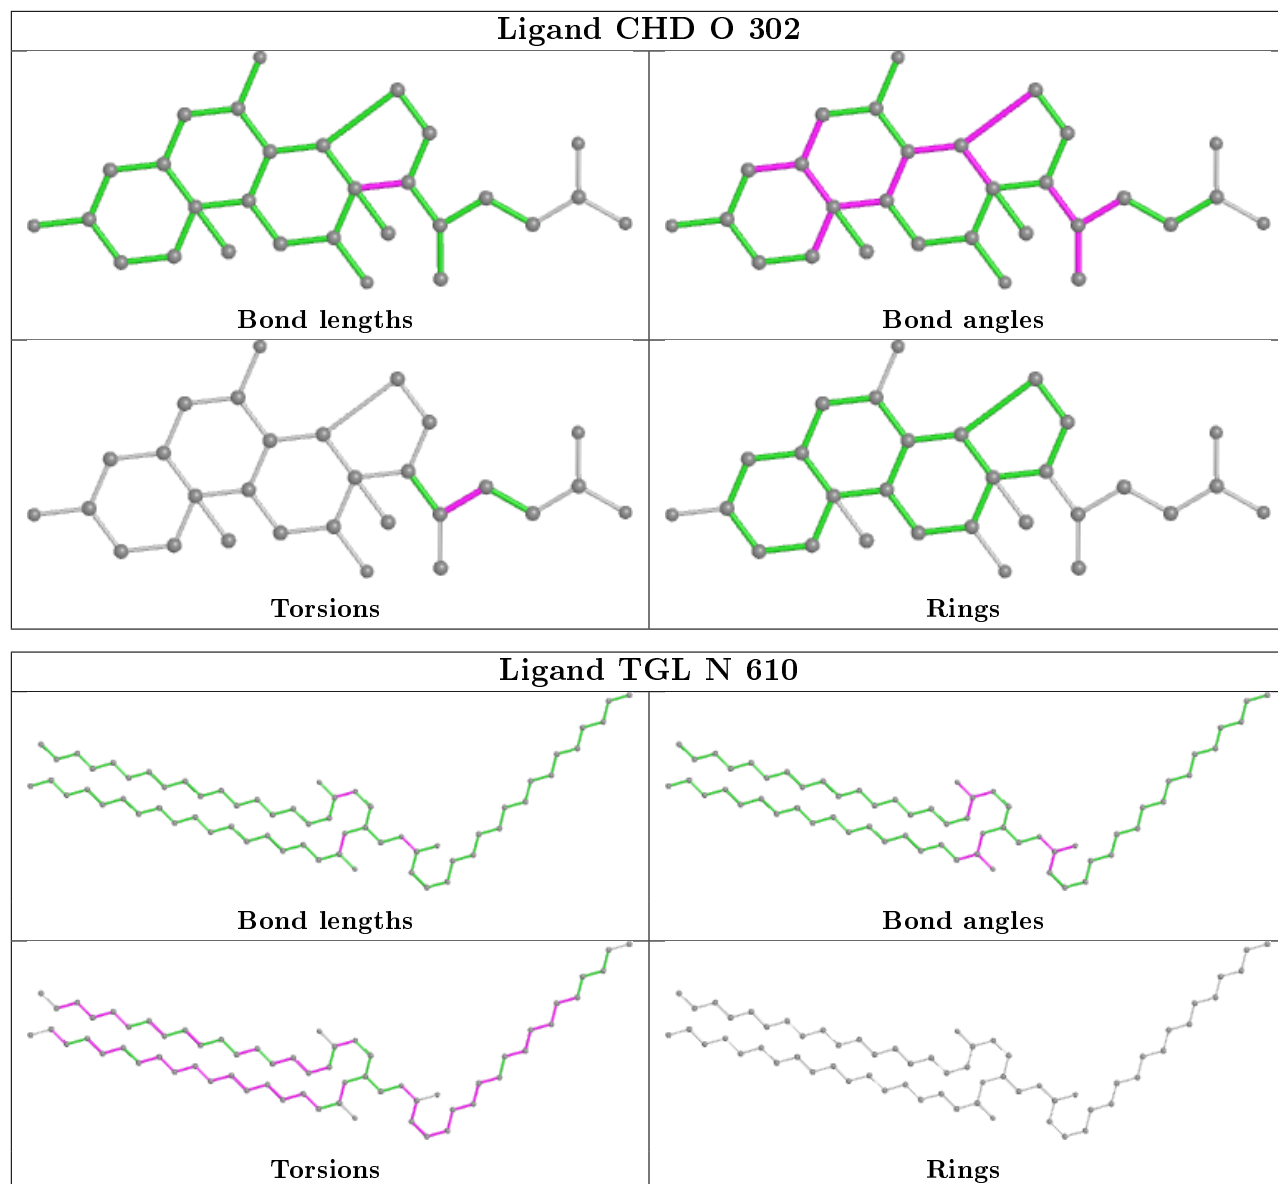 Ligand CHD O 302
Bond lengths
Bond angles
Torsions
Rings
Ligand TGL N 610
Bond lengths
Bond angles
Torsions
Rings